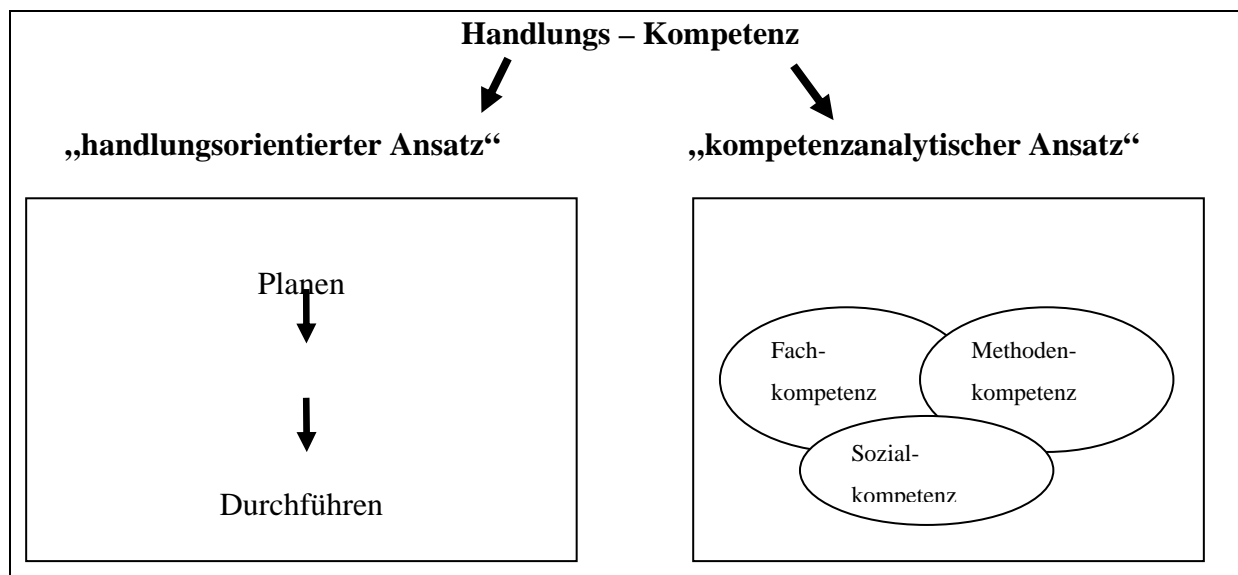 Handlungs – Kompetenz
„handlungsorientierter Ansatz“
„kompetenzanalytischer Ansatz“
Planen
Durchführen
Fach-
kompetenz
Methoden-
kompetenz
Sozial-
kompetenz